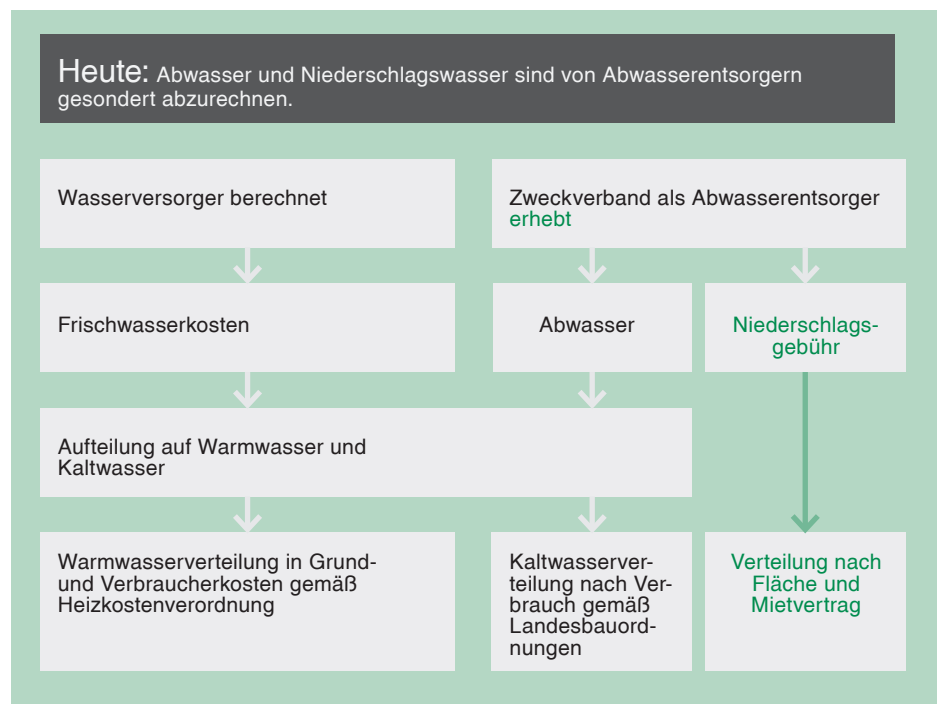 Heute: Abwasser und Niederschlagswasser sind von Abwasserentsorgern
gesondert abzurechnen.
Wasserversorger berechnet
Zweckverband als Abwasserentsorger
erhebt
Frischwasserkosten
Abwasser
Niederschlags-
gebühr
Aufteilung auf Warmwasser und
Kaltwasser
Warmwasserverteilung in Grund-
und Verbraucherkosten gemäß
Heizkostenverordnung
Kaltwasserver-
teilung nach Ver-
brauch gemäß
Landesbauord-
nungen
Verteilung nach
Fläche und
Mietvertrag